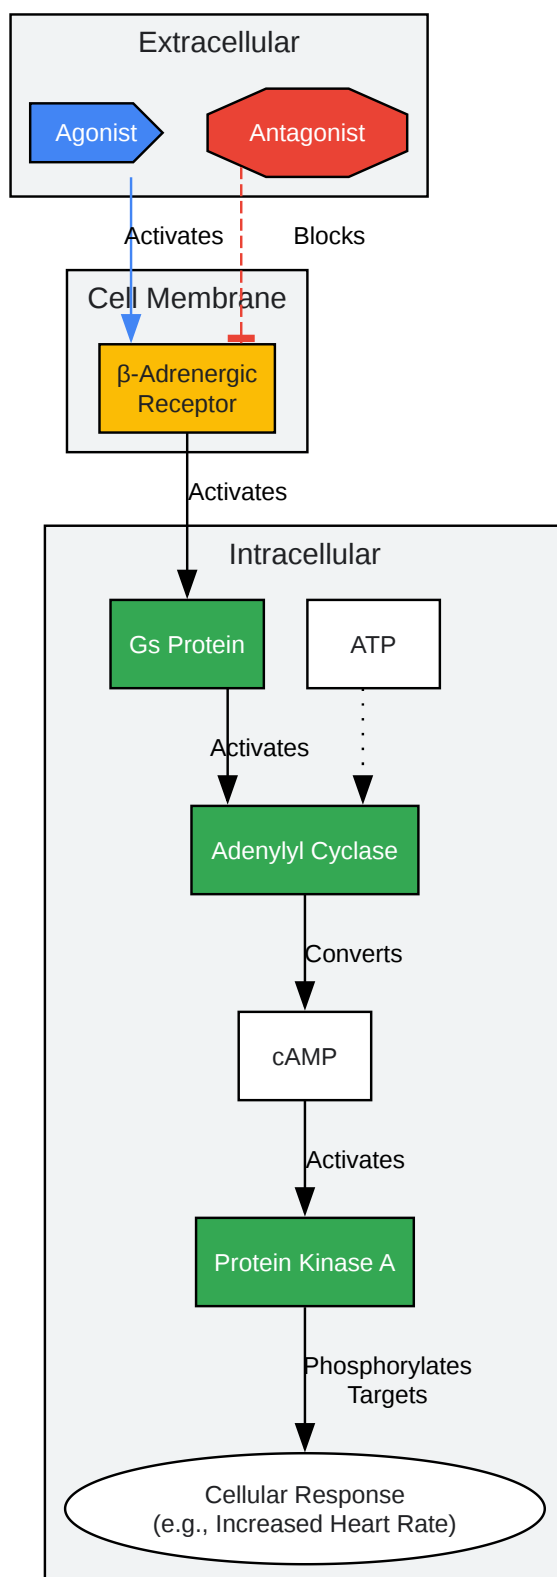 Extracellular
Agonist
Antagonist
Activates
Blocks
Cell Membrane
β-Adrenergic
Receptor
Activates
Intracellular
Gs Protein
ATP
Activates
Adenylyl Cyclase
Converts
cAMP
Activates
Protein Kinase A
Phosphorylates
Targets
Cellular Response
(e.g., Increased Heart Rate)